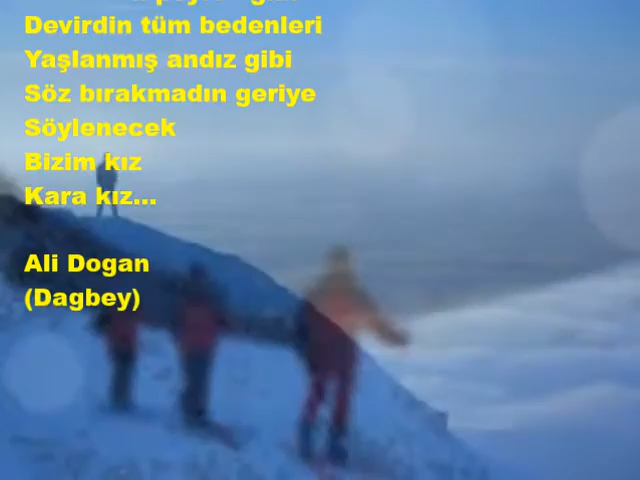 Devirdin tüm bedenleri
Yaşlanmış andız gibi
Söz bırakmadın geriye
Söylenecek
Bizim kız
Kara kız...
Ali Dogan
(Dagbey)